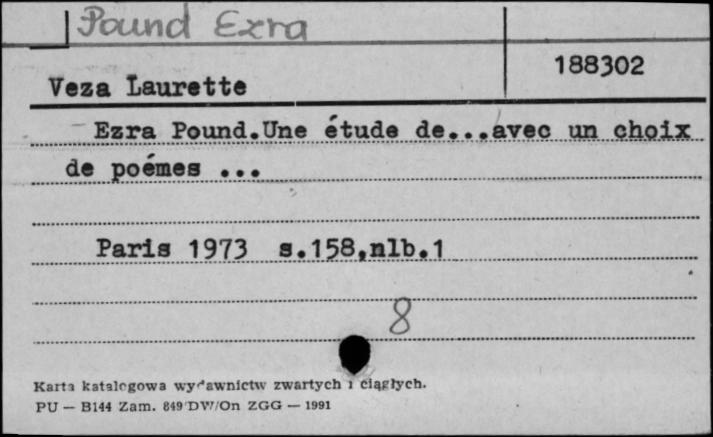 Pound Ezra
188302
Veza Laurette
Ezra Pound.Une étude de...avec un choix
de poémes ...
Paris 1973 s.158,nlb.1
8
Karta katalogowa wydawnictw zwartych i ciągłych.
PU — B144 Zam. 849/DW/On ZGG — 1991